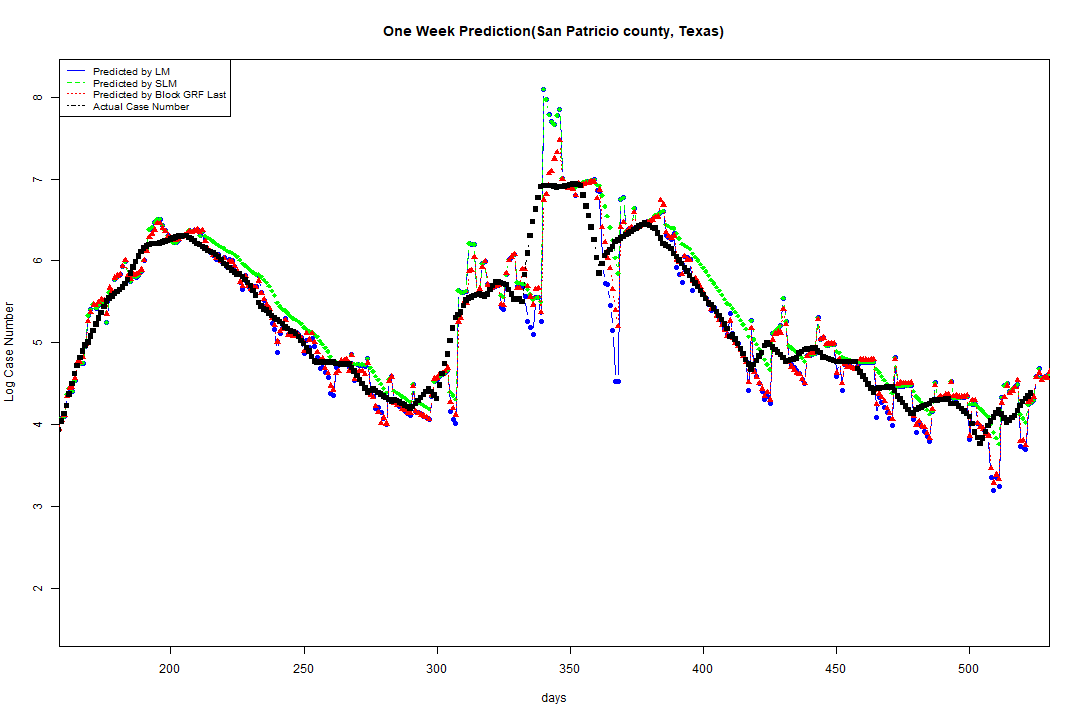 One Week Prediction(San Patricio county, Texas)
Predicted by LM
Predicted by SLM
Predicted by Block GRF Last
Actual Case Number
8
7
6
5
4
3
2
Log Case Number
200 250 300 350 400 450 500
days